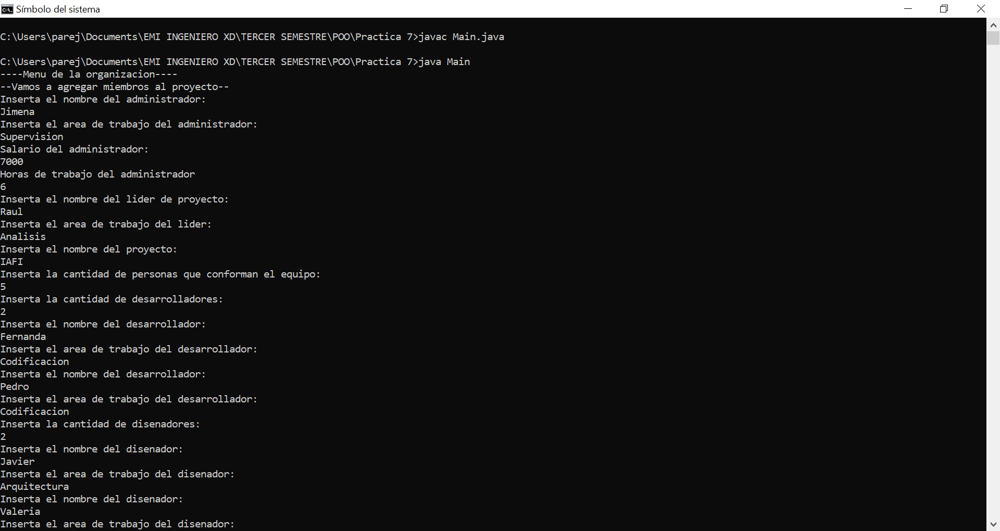 Símbolo del sistema
C:\Users\parej\Documents\EMI INGENIERO XD\TERCER SEMESTRE\POO\Practica 7>javac Main.java
C:\Users\parej\Documents\EMI INGENIERO XD\TERCER SEMESTRE\POO\Practica 7>java Main
----Menu de la organizacion----
--Vamos a agregar miembros al proyecto--
Inserta el nombre del administrador:
Jimena
Inserta el area de trabajo del administrador:
Supervision
Salario del administrador:
7000
Horas de trabajo del administrador
6
Inserta el nombre del lider de proyecto:
Raul
Inserta el area de trabajo del lider:
Analisis
Inserta el nombre del proyecto:
IAFI
Inserta la cantidad de personas que conforman el equipo:
5
Inserta la cantidad de desarrolladores:
2
Inserta el nombre del desarrollador:
Fernanda
Inserta el area de trabajo del desarrollador:
Codificacion
Inserta el nombre del desarrollador:
Pedro
Inserta el area de trabajo del desarrollador:
Codificacion
Inserta la cantidad de disenadores:
2
Inserta el nombre del disenador:
Javier
Inserta el area de trabajo del disenador:
Arquitectura
Inserta el nombre del disenador:
Valeria
Inserta el area de trabajo del disenador: